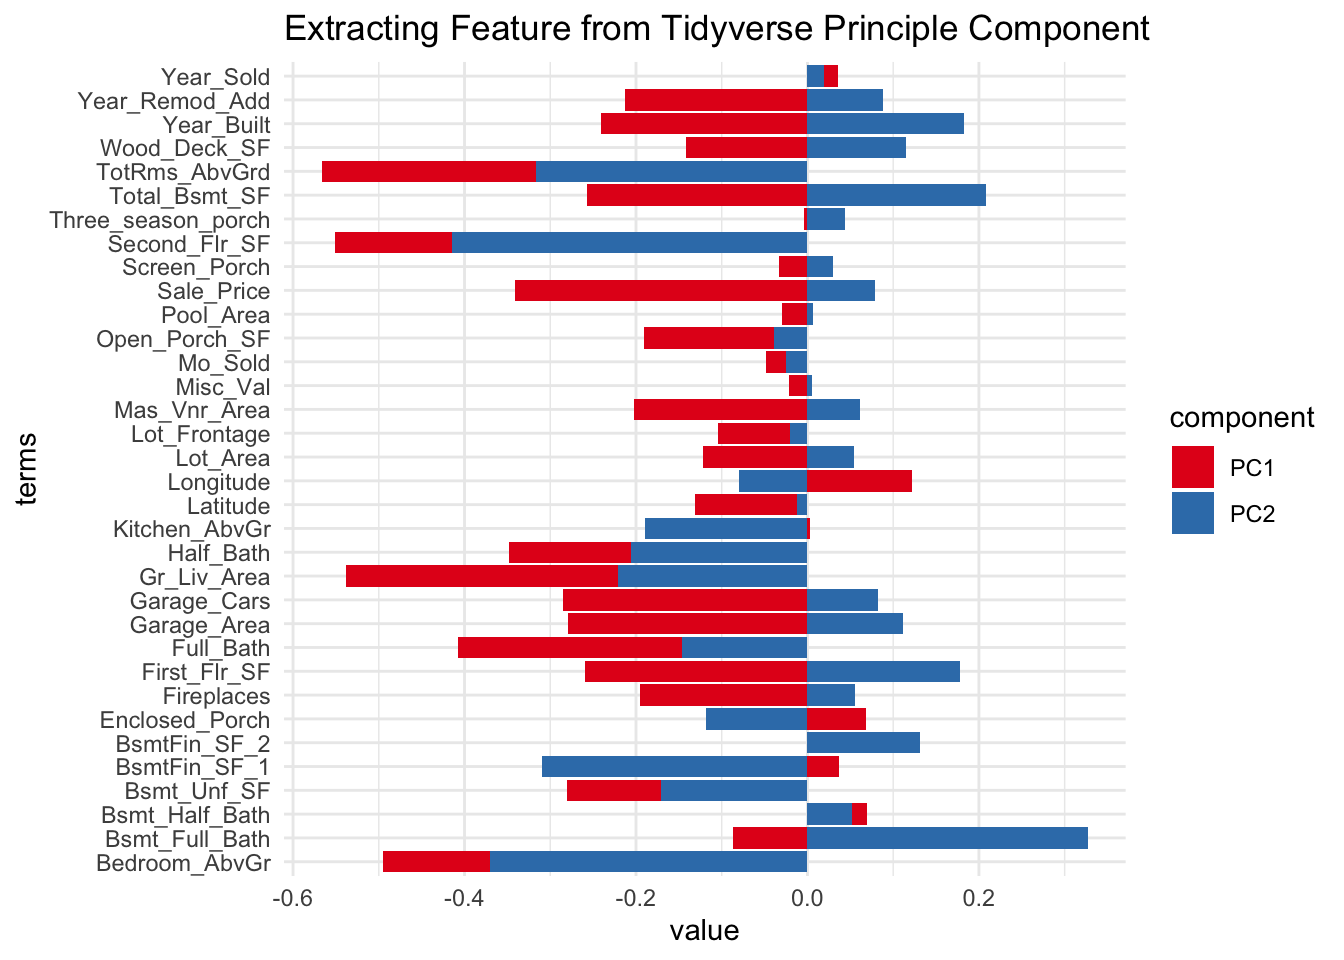 Extracting Feature from Tidyverse Principle Component
terms
Year_Sold
Year_Remod_Add
Year_Built
Wood_Deck_SF
TotRms_AbvGrd
Total_Bsmt_SF
Three_season_porch
Second_Flr_SF
Screen_Porch
Sale_Price
Pool_Area
Open_Porch_SF
Mo_Sold
Misc_Val
Mas_Vnr_Area
Lot_Frontage
Lot_Area
Longitude
Latitude
Kitchen_AbvGr
Half_Bath
Gr_Liv_Area
Garage_Cars
Garage_Area
Full_Bath
First_Flr_SF
Fireplaces
Enclosed_Porch
BsmtFin_SF_2
BsmtFin_SF_1
Bsmt_Unf_SF
Bsmt_Half_Bath
Bsmt_Full_Bath
Bedroom_AbvGr
-0.6 -0.4 -0.2 0.0 0.2
value
component
PC1
PC2